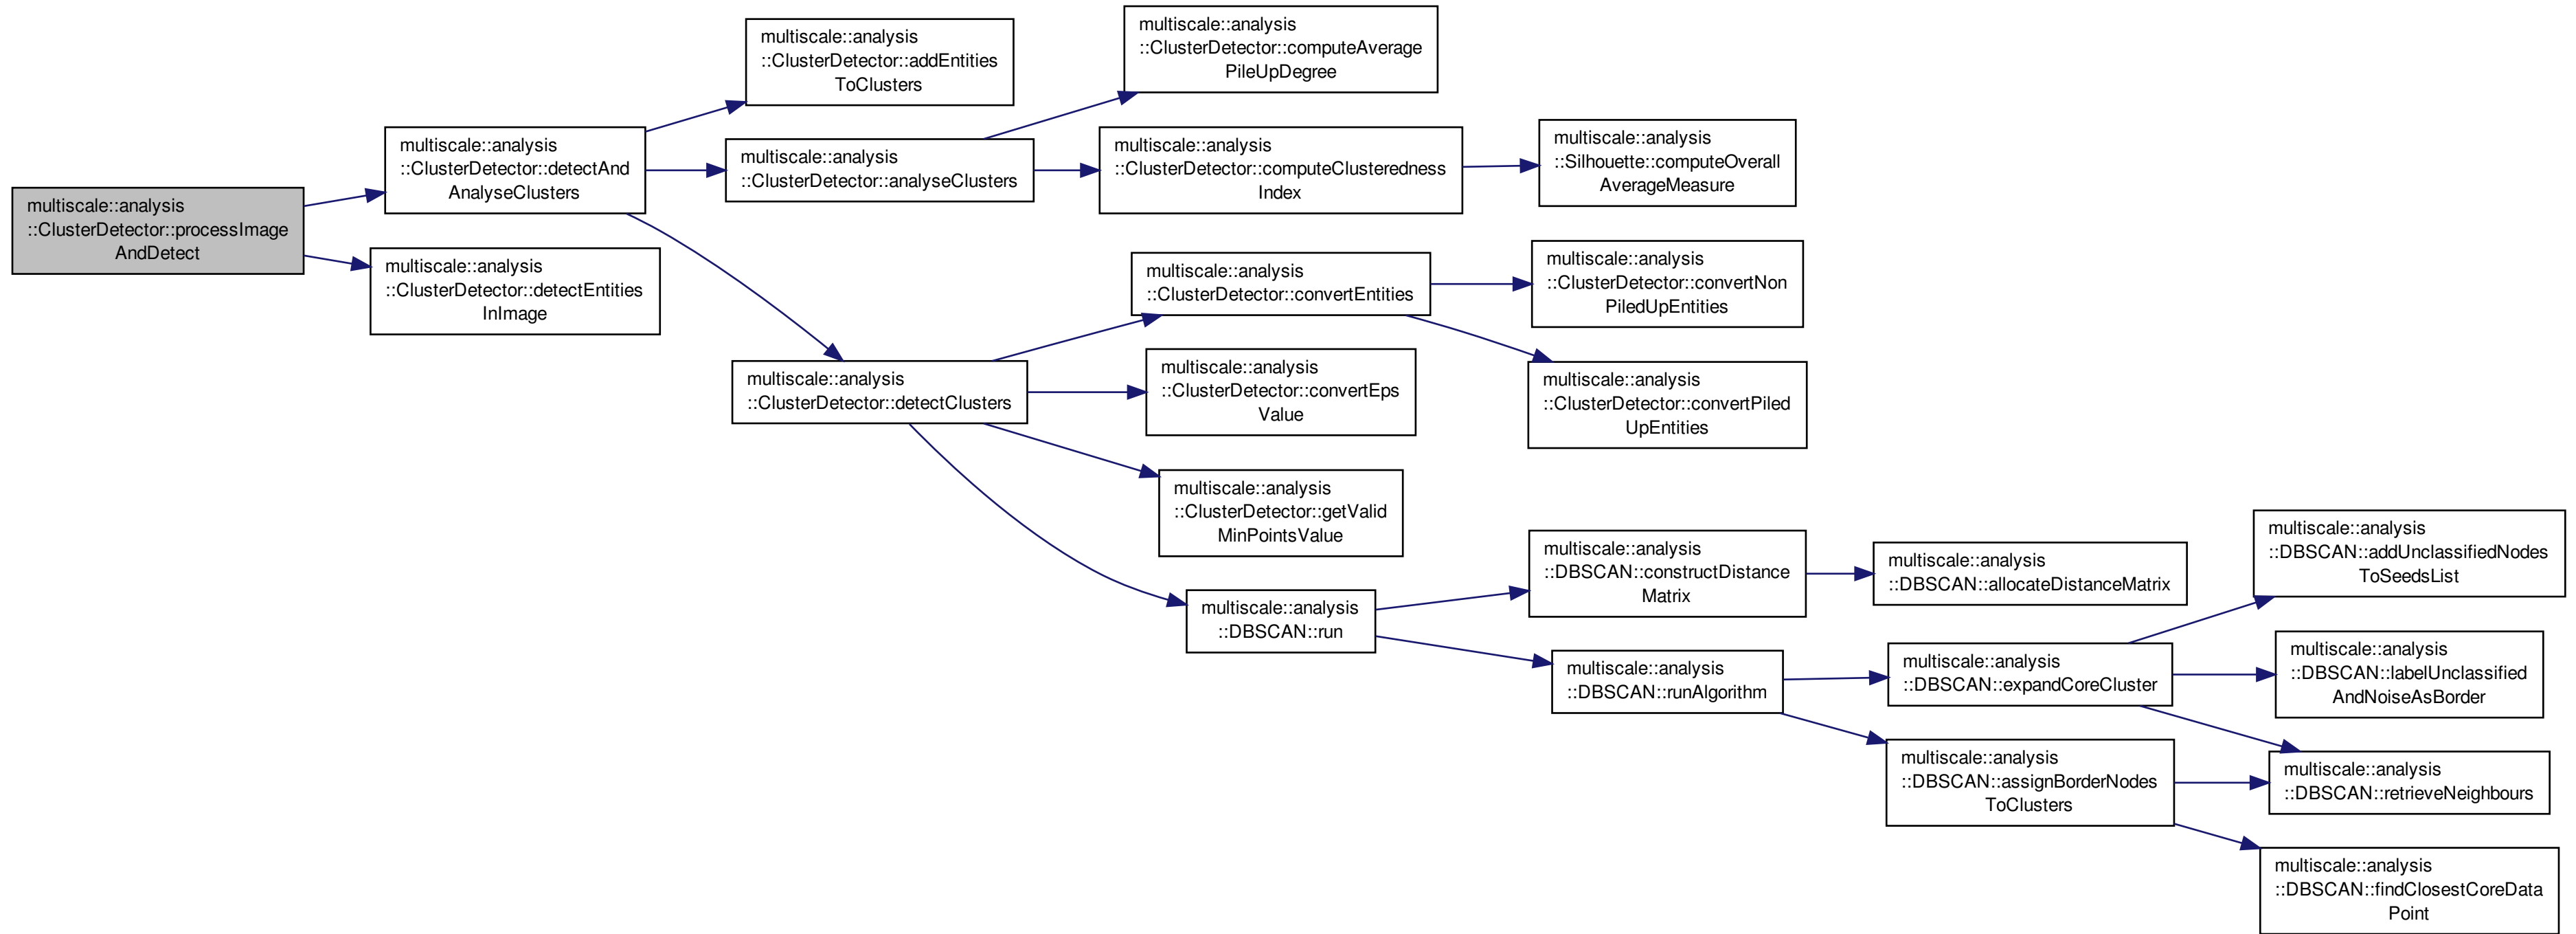 multiscale::analysis
::ClusterDetector::processImage
AndDetect
multiscale::analysis
::ClusterDetector::detectAnd
AnalyseClusters
multiscale::analysis
::ClusterDetector::detectEntities
InImage
multiscale::analysis
::ClusterDetector::addEntities
ToClusters
multiscale::analysis
::ClusterDetector::analyseClusters
multiscale::analysis
::ClusterDetector::detectClusters
multiscale::analysis
::ClusterDetector::computeAverage
PileUpDegree
multiscale::analysis
::ClusterDetector::computeClusteredness
Index
multiscale::analysis
::ClusterDetector::convertEntities
multiscale::analysis
::ClusterDetector::convertEps
Value
multiscale::analysis
::ClusterDetector::getValid
MinPointsValue
multiscale::analysis
::DBSCAN::run
multiscale::analysis
::Silhouette::computeOverall
AverageMeasure
multiscale::analysis
::ClusterDetector::convertNon
PiledUpEntities
multiscale::analysis
::ClusterDetector::convertPiled
UpEntities
multiscale::analysis
::DBSCAN::constructDistance
Matrix
multiscale::analysis
::DBSCAN::runAlgorithm
multiscale::analysis
::DBSCAN::allocateDistanceMatrix
multiscale::analysis
::DBSCAN::expandCoreCluster
multiscale::analysis
::DBSCAN::assignBorderNodes
ToClusters
multiscale::analysis
::DBSCAN::addUnclassifiedNodes
ToSeedsList
multiscale::analysis
::DBSCAN::labelUnclassified
AndNoiseAsBorder
multiscale::analysis
::DBSCAN::retrieveNeighbours
multiscale::analysis
::DBSCAN::findClosestCoreData
Point